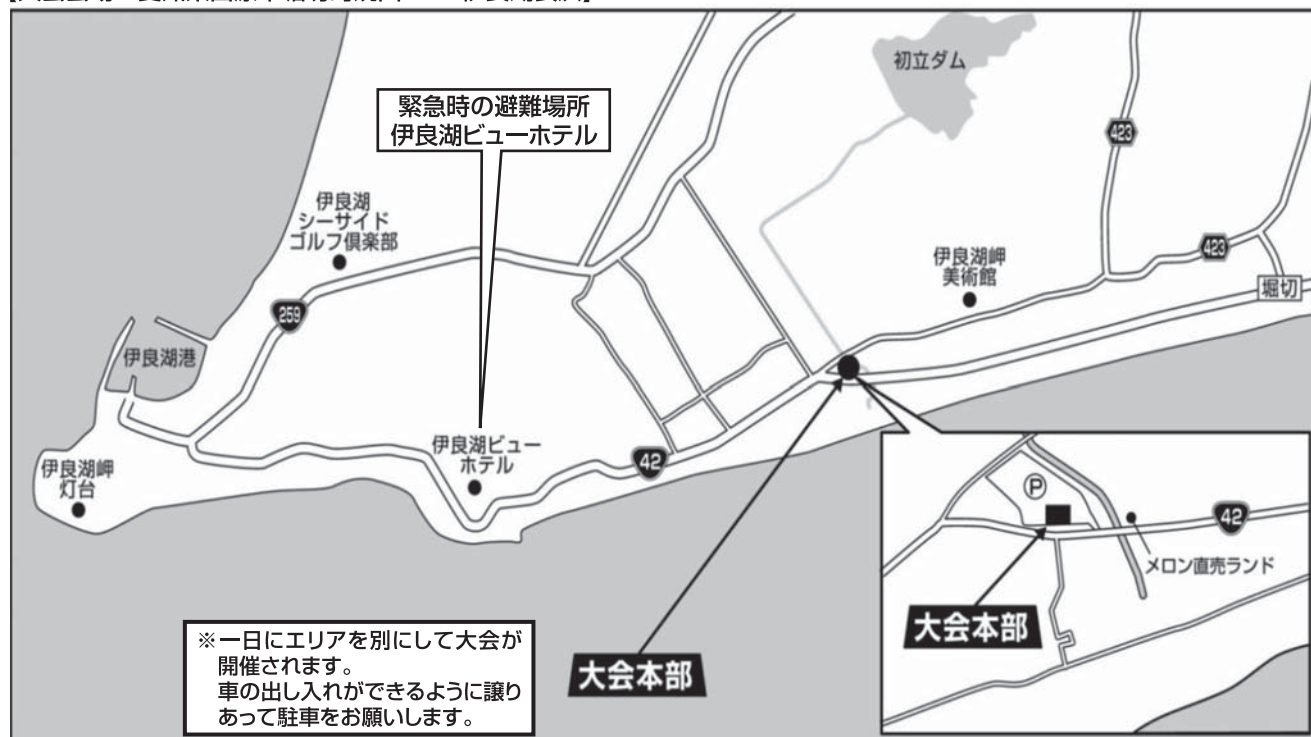 緊急時の避難場所
伊良湖ビューホテル
初立ダム
423
伊良湖
シーサイド
ゴルフ倶楽部
伊良湖岬
美術館
423
堀切
259
伊良湖港
伊良湖ビュー
ホテル
42
伊良湖岬
灯台
P
42
メロン直売ランド
大会本部
※一日にエリアを別にして大会が
開催されます。
車の出し入れができるように譲り
あって駐車をお願いします。
大会本部